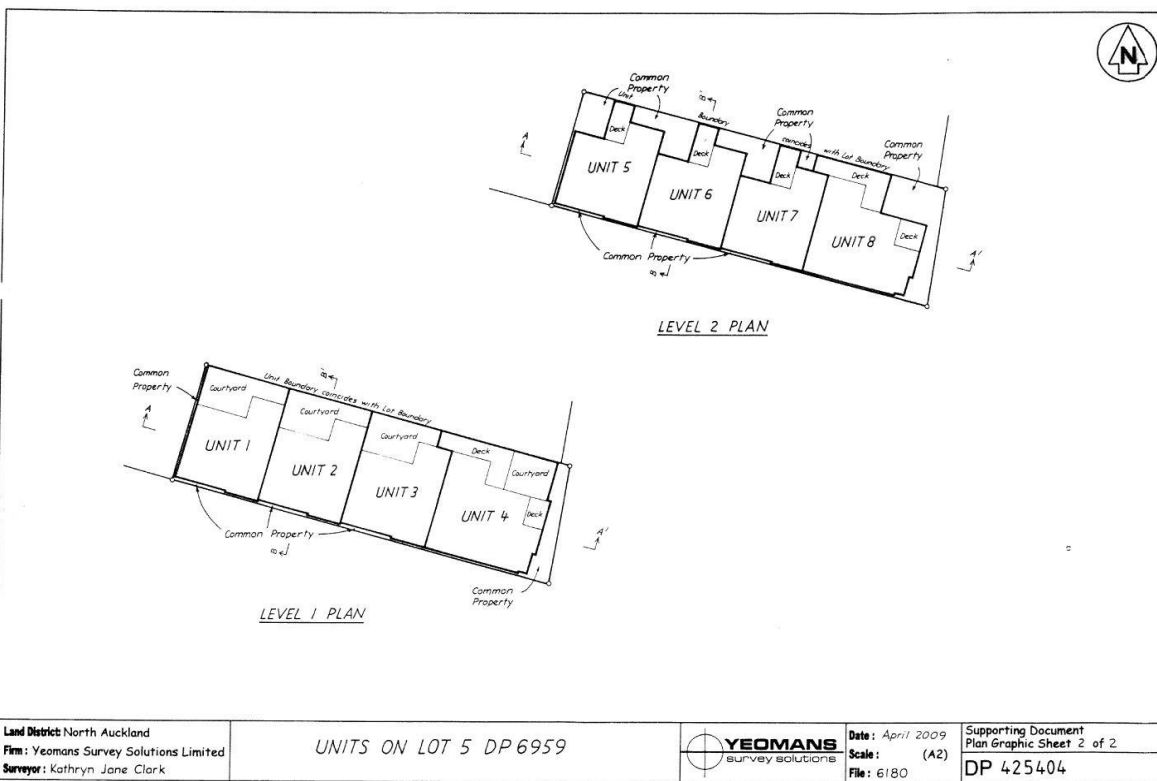 N
Common
Property
Unit
Boundary
Common
Property
coincides
with Lot Boundary
Common
Property
A
Deck
Deck
Deck
Deck
Deck
UNIT 5
UNIT 6
UNIT 7
UNIT 8
Common Property
B
B
A'
LEVEL 2 PLAN
Common
Property
A
Courtyard
Unit Boundary coincides with Lot Boundary
Courtyard
Courtyard
Deck
Courtyard
Deck
UNIT 1
UNIT 2
UNIT 3
UNIT 4
Common Property
B'
B
A'
Common
Property
LEVEL 1 PLAN
Land District: North Auckland
Firm: Yeomans Survey Solutions Limited
Surveyor: Kathryn Jane Clark
UNITS ON LOT 5 DP 6959
YEOMANS
survey solutions
Date: April 2009
Scale: (A2)
File: 6180
Supporting Document
Plan Graphic Sheet 2 of 2
DP 425404